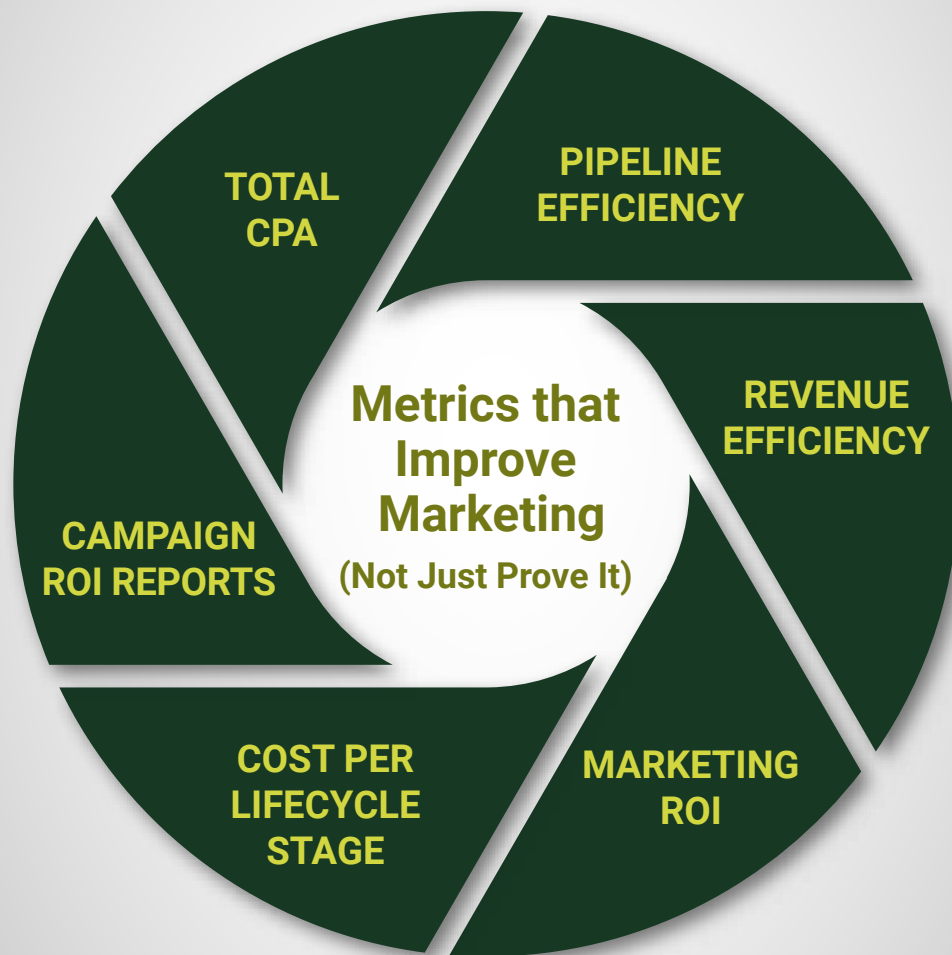 TOTAL
CPA
PIPELINE
EFFICIENCY
REVENUE
EFFICIENCY
MARKETING
ROI
COST PER
LIFECYCLE
STAGE
CAMPAIGN
ROI REPORTS
Metrics that
Improve
Marketing
(Not Just Prove It)